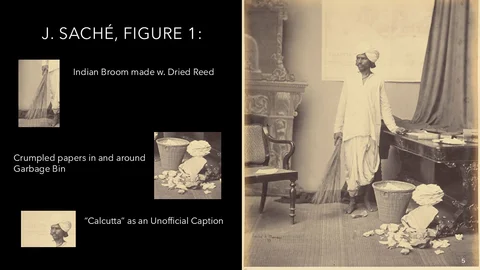 J. SACHÉ, FIGURE 1:
Indian Broom made w. Dried Reed
Crumpled papers in and around
Garbage Bin
"Calcutta" as an Unofficial Caption
5